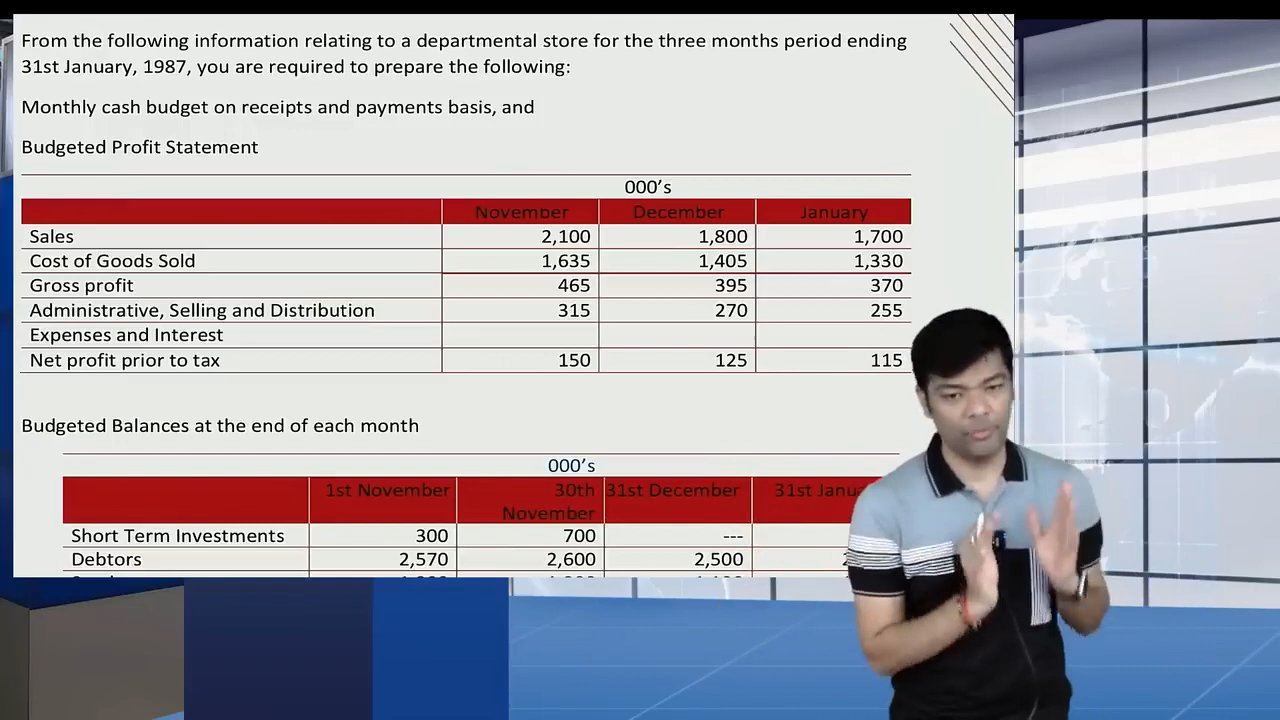 From the following information relating to a departmental store for the three months period ending
31st January, 1987, you are required to prepare the following:
Monthly cash budget on receipts and payments basis, and
Budgeted Profit Statement
000's
November December January
Sales 2,100 1,800 1,700
Cost of Goods Sold 1,635 1,405 1,330
Gross profit 465 395 370
Administrative, Selling and Distribution 315 270 255
Expenses and Interest
Net profit prior to tax 150 125 115
Budgeted Balances at the end of each month
000's
1st November 30th 31st December 31st
November
Short Term Investments 300 700 ---
Debtors 2,570 2,600 2,500